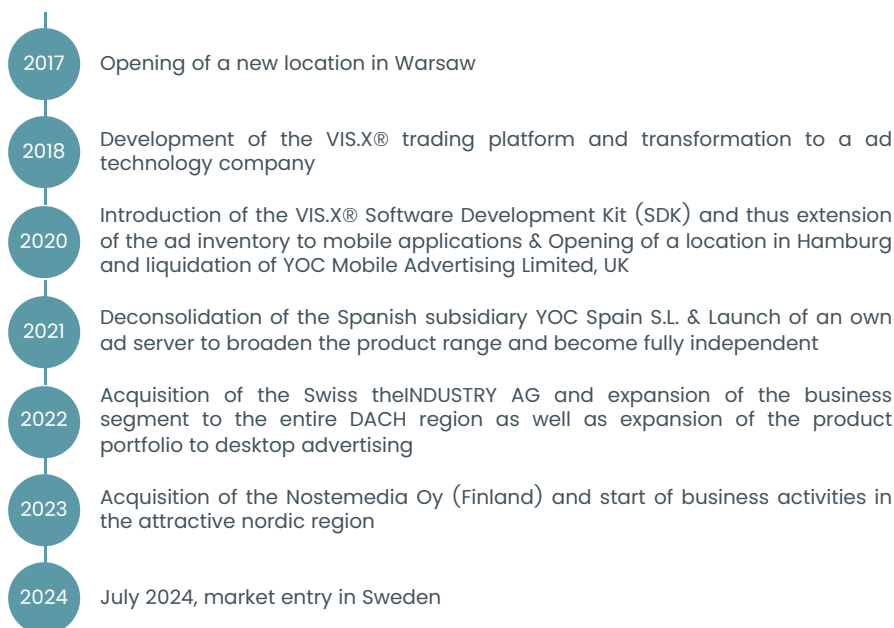 2017
Opening of a new location in Warsaw
2018
Development of the VIS.X® trading platform and transformation to a ad
technology company
2020
Introduction of the VIS.X® Software Development Kit (SDK) and thus extension
of the ad inventory to mobile applications & Opening of a location in Hamburg
and liquidation of YOC Mobile Advertising Limited, UK
2021
Deconsolidation of the Spanish subsidiary YOC Spain S.L. & Launch of an own
ad server to broaden the product range and become fully independent
2022
Acquisition of the Swiss theINDUSTRY AG and expansion of the business
segment to the entire DACH region as well as expansion of the product
portfolio to desktop advertising
2023
Acquisition of the Nostemedia Oy (Finland) and start of business activities in
the attractive nordic region
2024
July 2024, market entry in Sweden